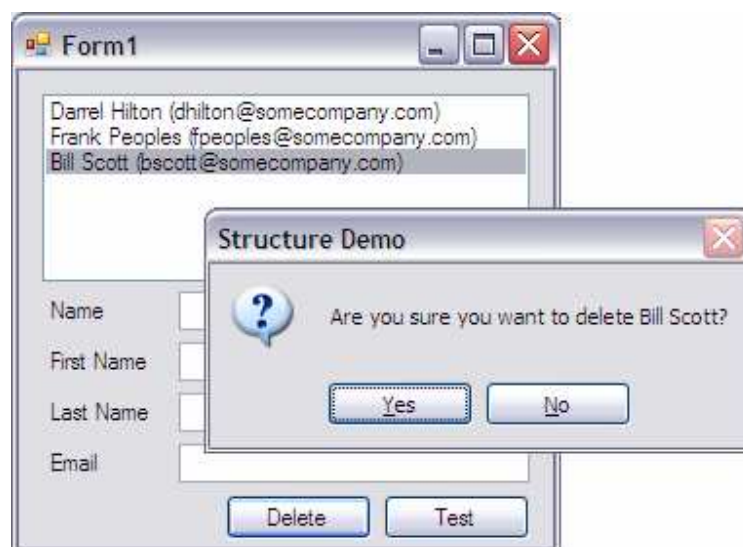 Form1
Darrel Hilton (dhilton@somecompany.com)
Frank Peoples (fpeoples@somecompany.com)
Bill Scott (bscott@somecompany.com)
Structure Demo
Are you sure you want to delete Bill Scott?
Yes
No
Name
First Name
Last Name
Email
Delete
Test